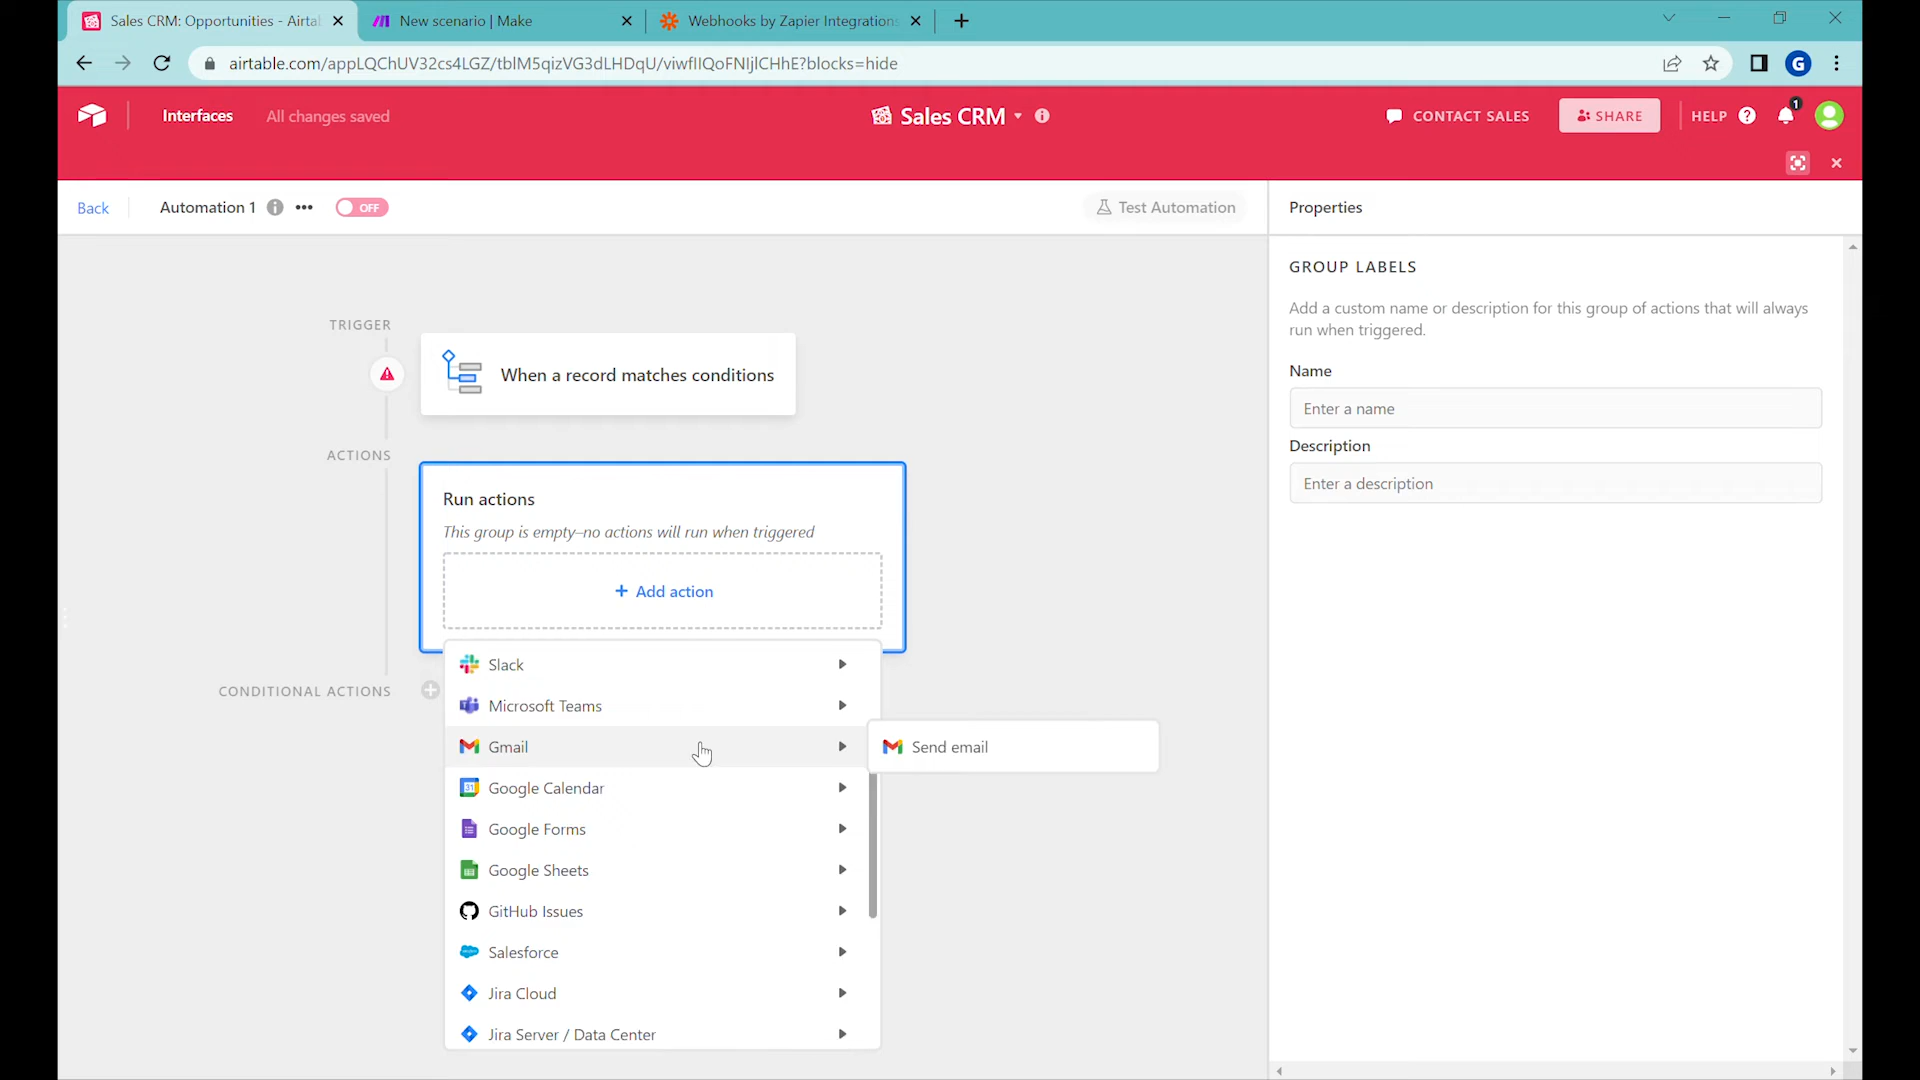 Sales CRM: Opportunities - Airta
New scenario | Make
Webhooks by Zapier Integrations
airtable.com/appLQChUV32cs4LGZ/tblM5qizVG3dLHDqU/viwfIIQoFNIjlCHhE?blocks=hide
G
Interfaces
All changes saved
Sales CRM
CONTACT SALES
SHARE
HELP
1
Back
Automation 1
OFF
Test Automation
Properties
TRIGGER
When a record matches conditions
ACTIONS
Run actions
This group is empty–no actions will run when triggered
+ Add action
CONDITIONAL ACTIONS
Slack
Microsoft Teams
Gmail
Send email
31
Google Calendar
Google Forms
Google Sheets
GitHub Issues
Salesforce
Jira Cloud
Jira Server / Data Center
GROUP LABELS
Add a custom name or description for this group of actions that will always
run when triggered.
Name
Enter a name
Description
Enter a description